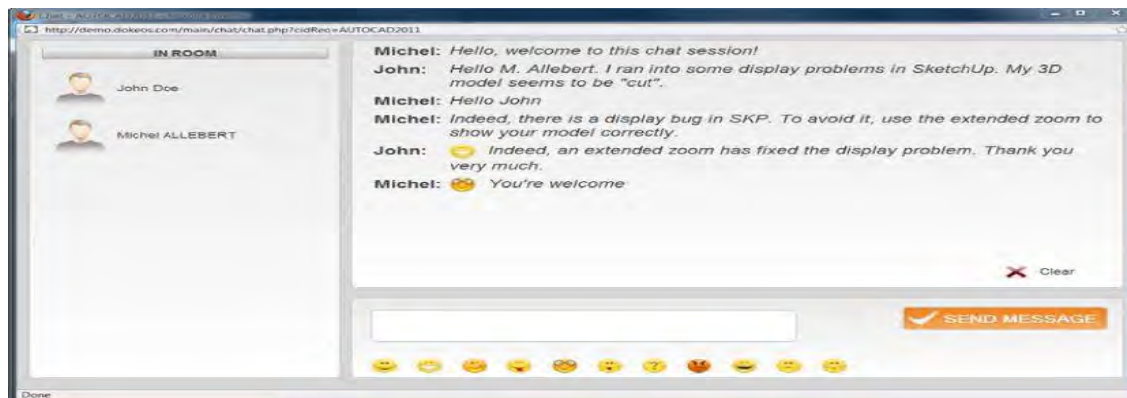 Chat - AUTOCAD2011 - Mozilla Firefox
http://demo.dokeos.com/main/chat/chat.php?cidReq=AUTOCAD2011
IN ROOM
John Doe
Michel ALLEBERT
Michel: Hello, welcome to this chat session!
John: Hello M. Allebert. I ran into some display problems in SketchUp. My 3D
model seems to be "cut".
Michel: Hello John
Michel: Indeed, there is a display bug in SKP. To avoid it, use the extended zoom to
show your model correctly.
John: Indeed, an extended zoom has fixed the display problem. Thank you
very much.
Michel: You're welcome
Clear
SEND MESSAGE
Done